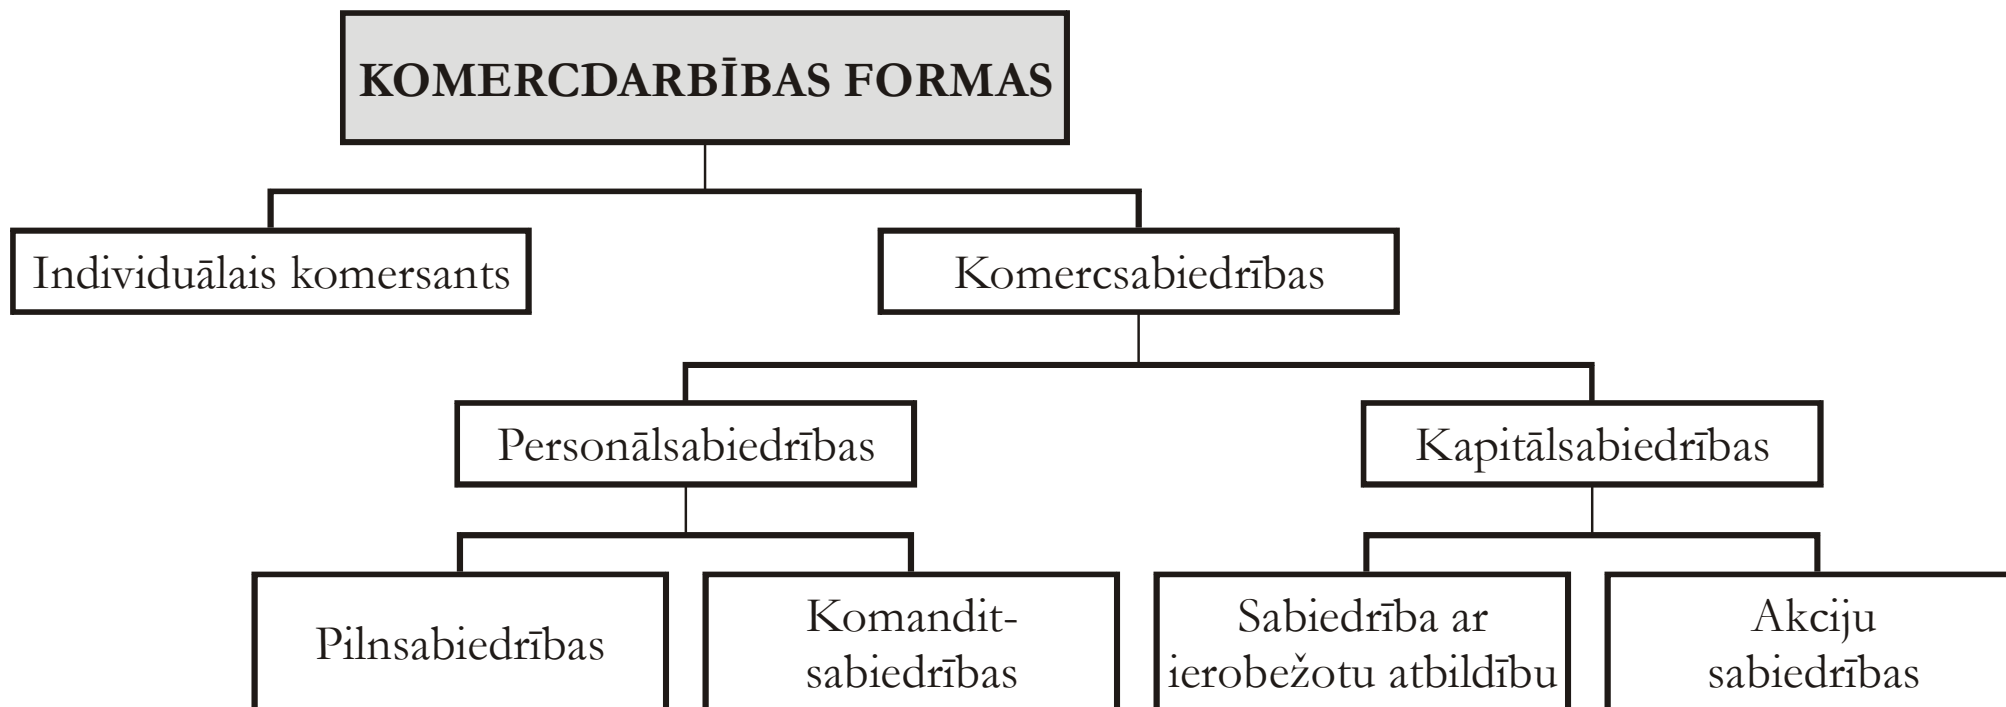 KOMERCDARBĪBAS FORMAS
Individuālais komersants
Komercsabiedrības
Personālsabiedrības
Kapitālsabiedrības
Pilnsabiedrības
Komandit-
sabiedrības
Sabiedrība ar
ierobežotu atbildību
Akciju
sabiedrības